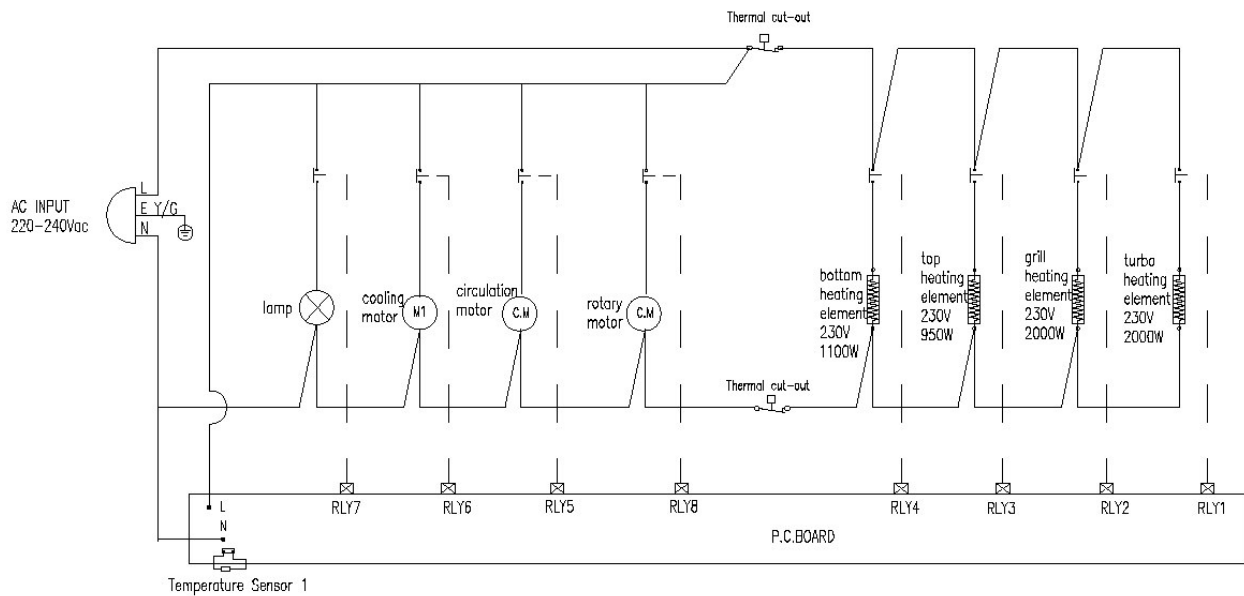 Thermal cut-out
L
E Y/G
N
AC INPUT
220-240Vac
lamp
cooling
motor
M1
circulation
motor
C.M
rotary
motor
C.M
bottom
heating
element
230V
1100W
top
heating
element
230V
950W
grill
heating
element
230V
2000W
turbo
heating
element
230V
2000W
Thermal cut-out
L
N
RLY7
RLY6
RLY5
RLY8
RLY4
RLY3
RLY2
RLY1
P.C.BOARD
Temperature Sensor 1